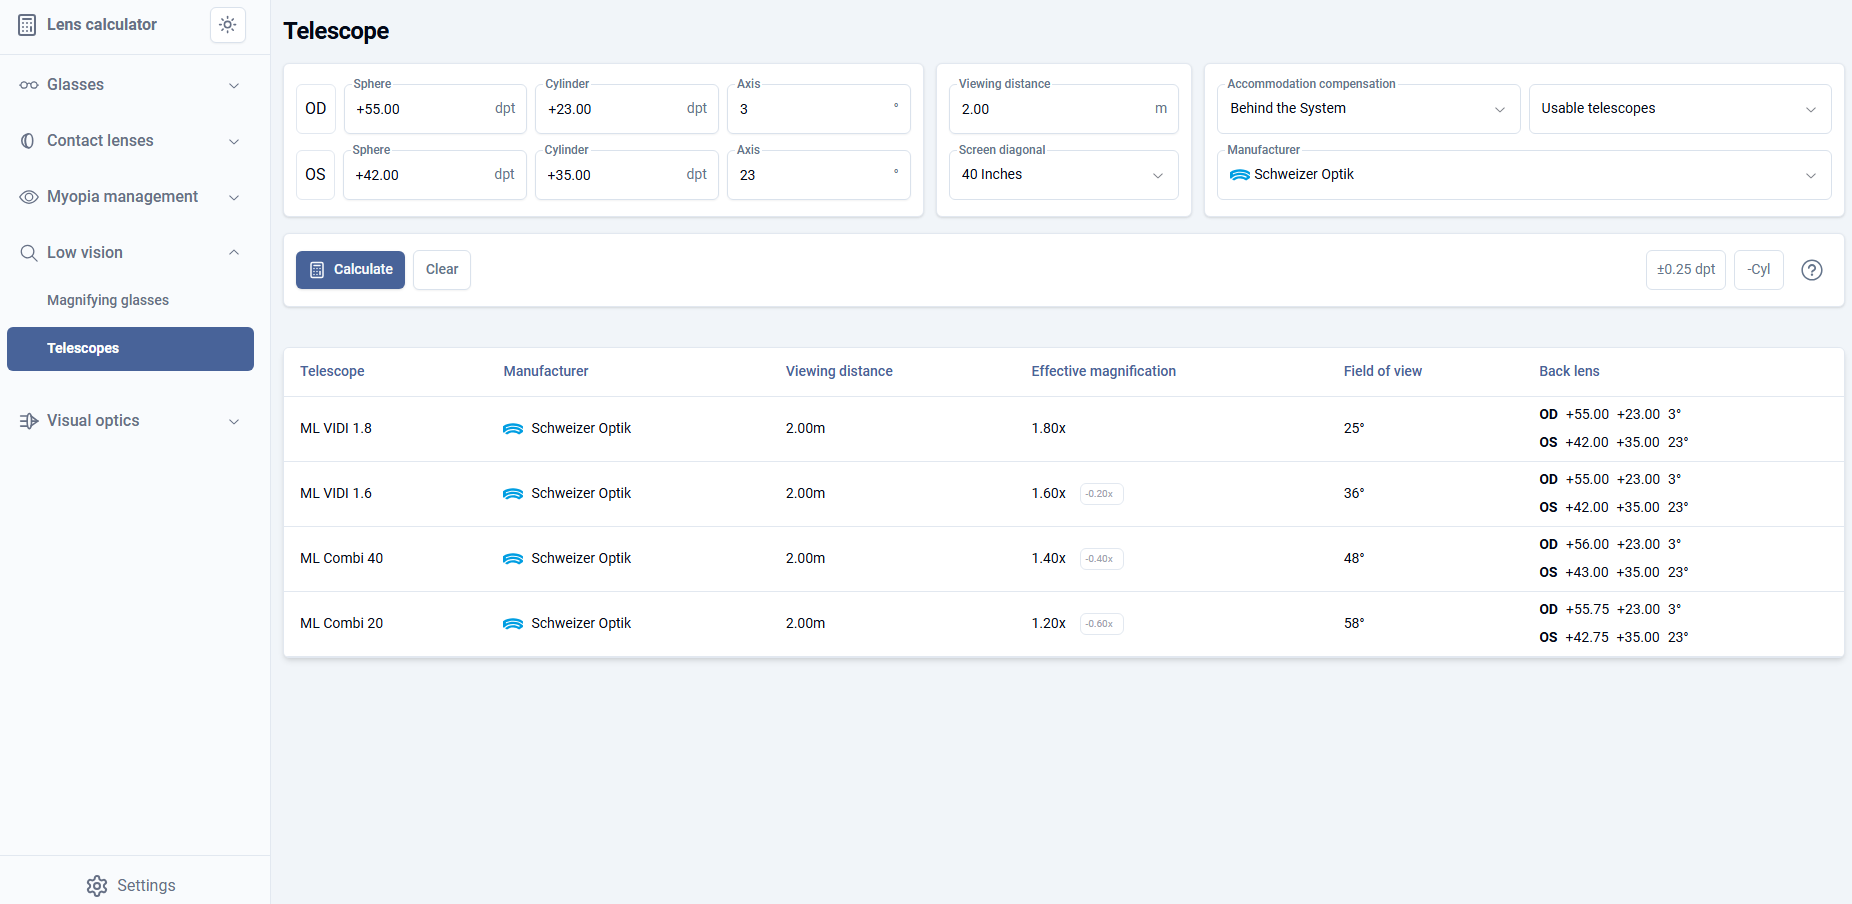 Lens calculator
Glasses
Contact lenses
Myopia management
Low vision
Magnifying glasses
Telescopes
Visual optics
Settings
Telescope
OD
Sphere
+55.00 dpt
Cylinder
+23.00 dpt
Axis
3 °
OS
Sphere
+42.00 dpt
Cylinder
+35.00 dpt
Axis
23 °
Viewing distance
2.00 m
Screen diagonal
40 Inches
Accommodation compensation
Behind the System
Usable telescopes
Manufacturer
Schweizer Optik
Calculate
Clear
±0.25 dpt
-Cyl
?
Telescope Manufacturer Viewing distance Effective magnification Field of view Back lens
ML VIDI 1.8 Schweizer Optik 2.00m 1.80x 25° OD +55.00 +23.00 3°
OS +42.00 +35.00 23°
ML VIDI 1.6 Schweizer Optik 2.00m 1.60x -0.20x 36° OD +55.00 +23.00 3°
OS +42.00 +35.00 23°
ML Combi 40 Schweizer Optik 2.00m 1.40x -0.40x 48° OD +56.00 +23.00 3°
OS +43.00 +35.00 23°
ML Combi 20 Schweizer Optik 2.00m 1.20x -0.60x 58° OD +55.75 +23.00 3°
OS +42.75 +35.00 23°